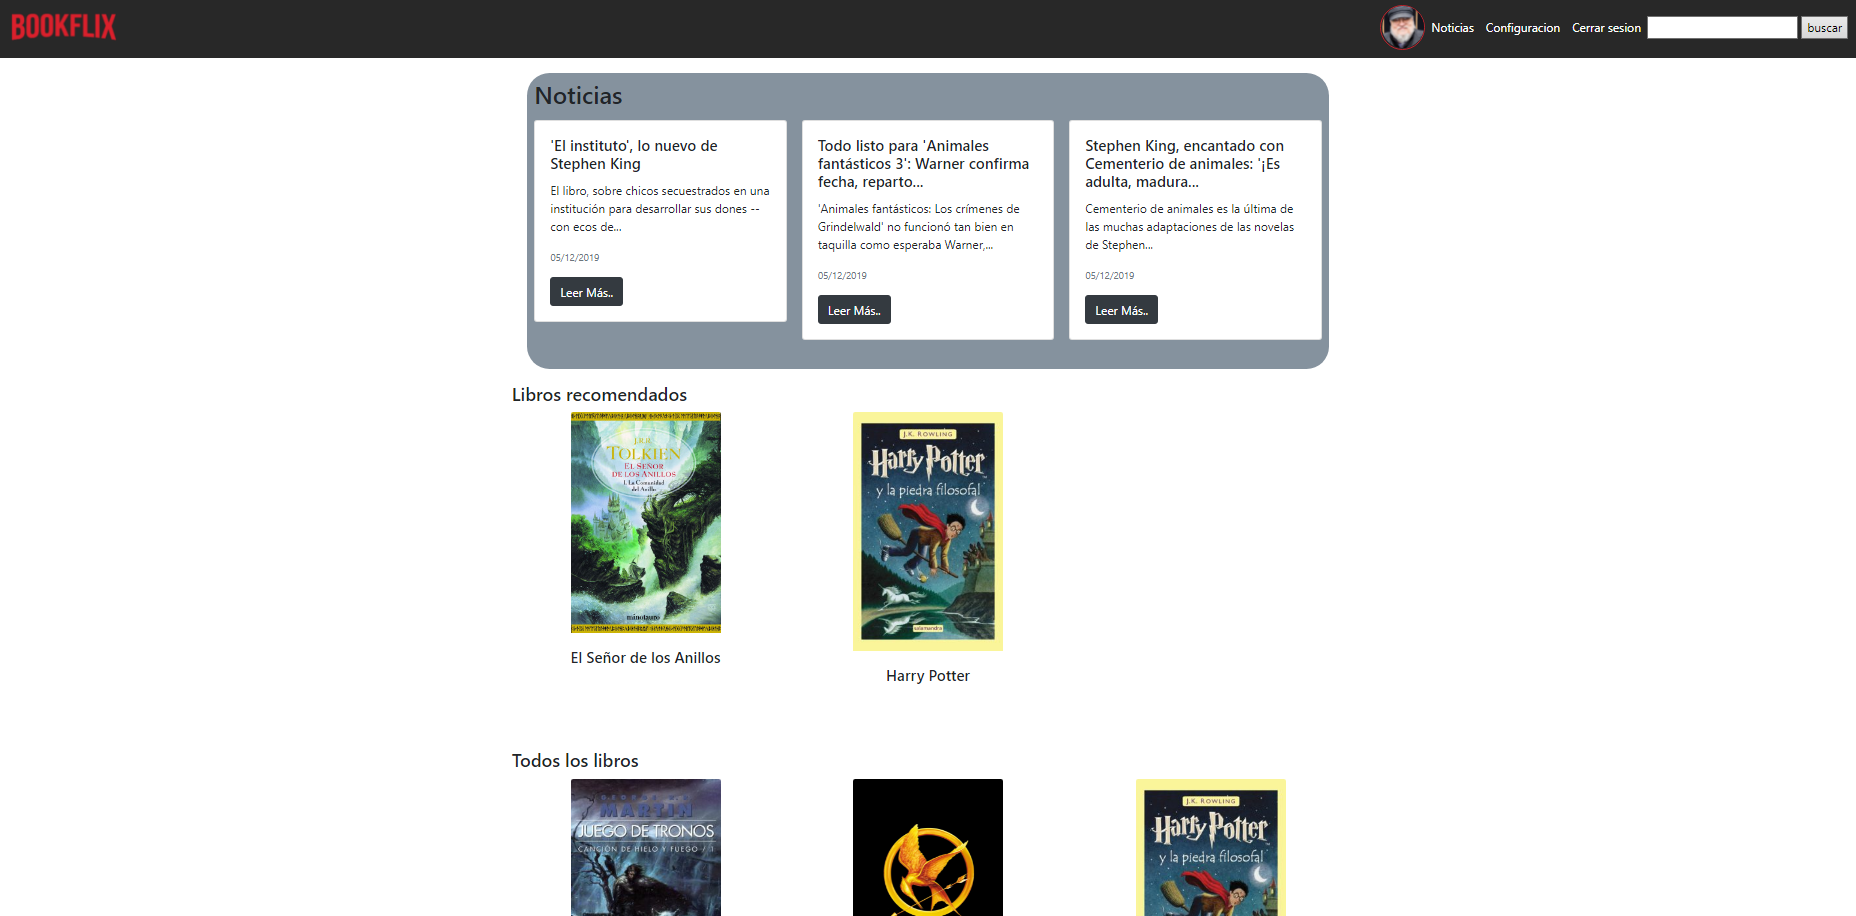 BOOKFLIX
Noticias Configuracion Cerrar sesion buscar
Noticias
'El instituto', lo nuevo de
Stephen King
El libro, sobre chicos secuestrados en una
institución para desarrollar sus dones --
con ecos de...
05/12/2019
Leer Más..
Todo listo para 'Animales
fantásticos 3': Warner confirma
fecha, reparto...
'Animales fantásticos: Los crímenes de
Grindelwald' no funcionó tan bien en
taquilla como esperaba Warner,...
05/12/2019
Leer Más..
Stephen King, encantado con
Cementerio de animales: '¡Es
adulta, madura...
Cementerio de animales es la última de
las muchas adaptaciones de las novelas
de Stephen...
05/12/2019
Leer Más..
Libros recomendados
J.R.R.
TOLKIEN
EL SEÑOR
DE LOS ANILLOS
I. La Comunidad
del Anillo
minotauro
El Señor de los Anillos
J.K. ROWLING
Harry Potter
y la piedra filosofal
salamandra
Harry Potter
Todos los libros
GEORGE R.R.
MARTIN
JUEGO DE TRONOS
CANCIÓN DE HIELO Y FUEGO / 1
J.K. ROWLING
Harry Potter
y la piedra filosofal